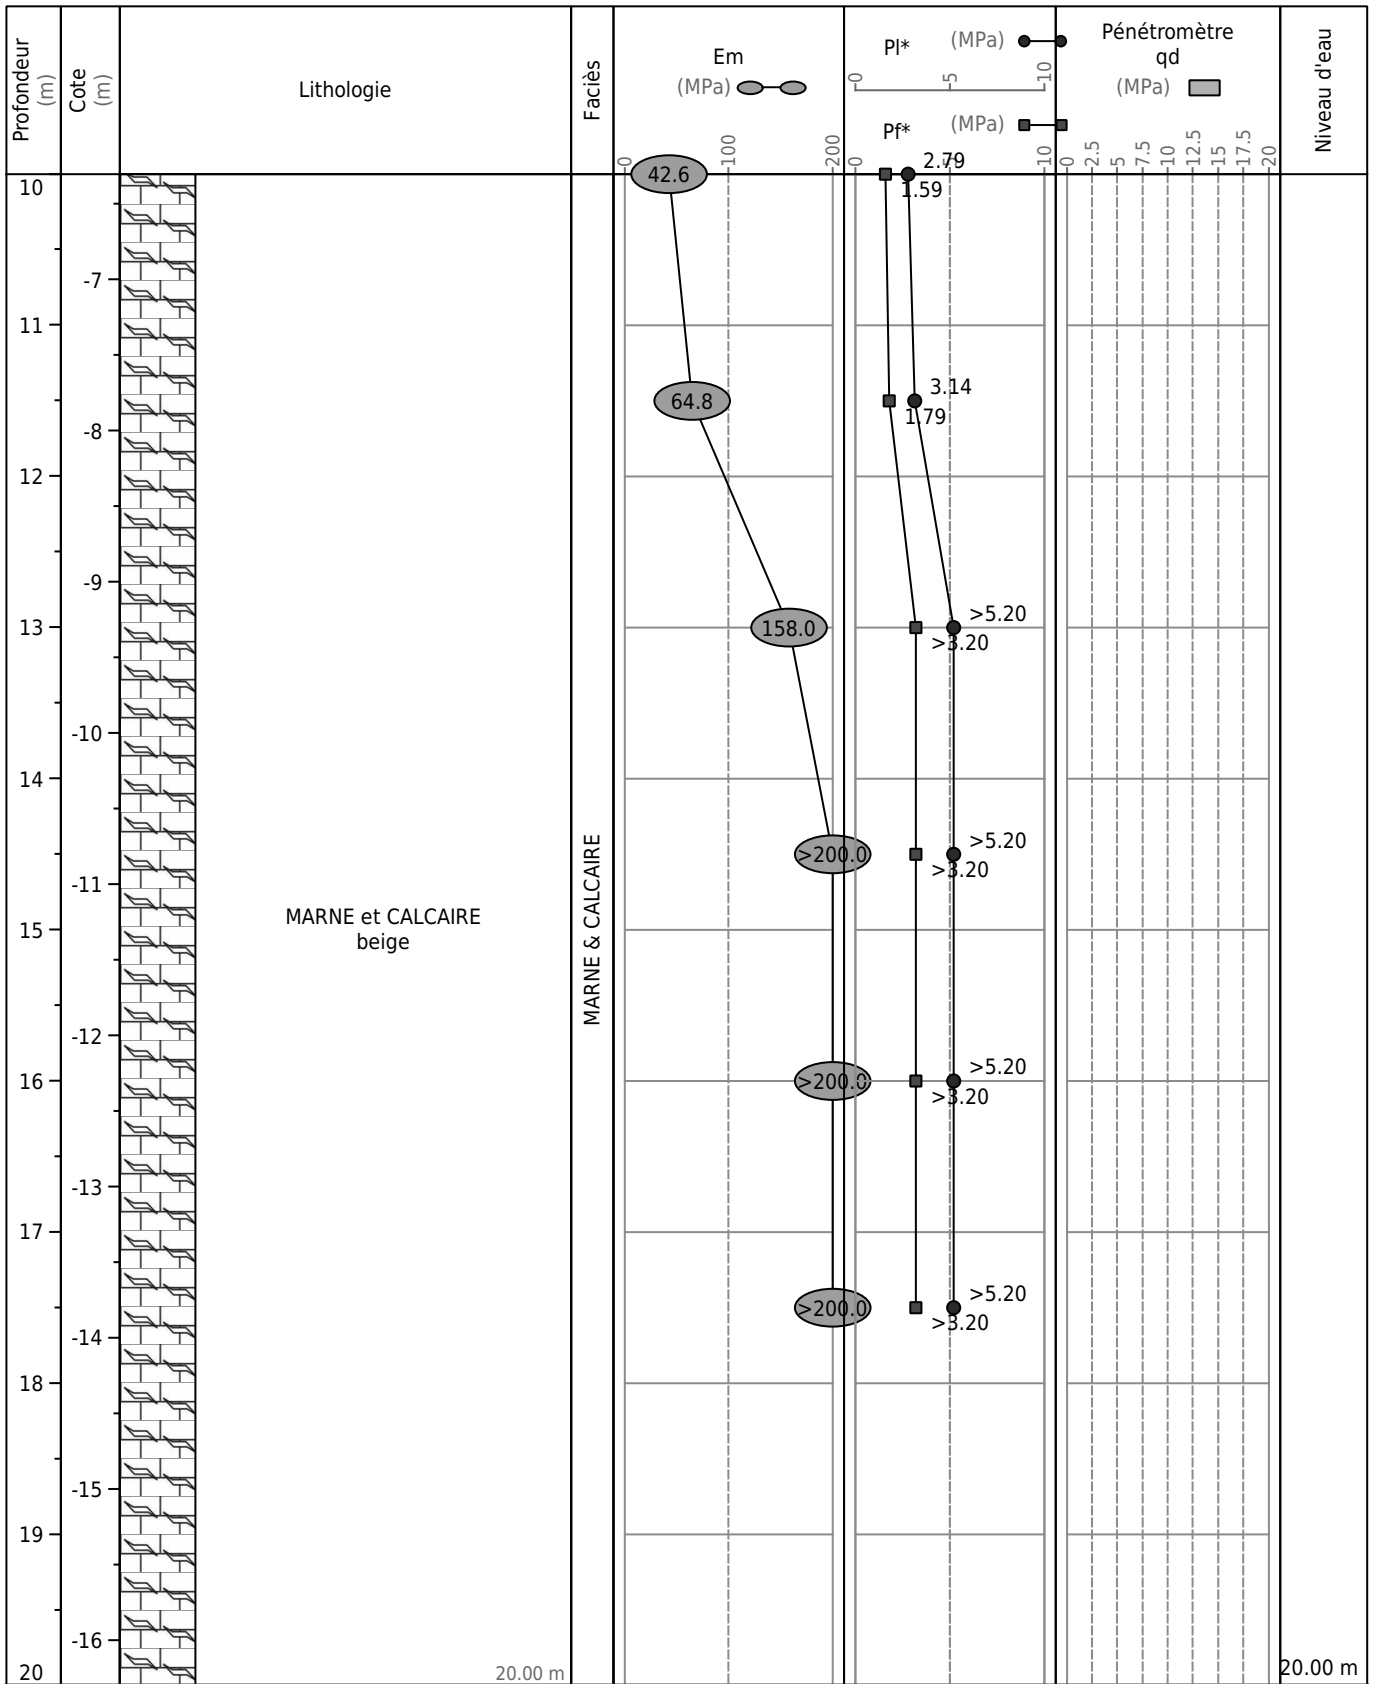 Profondeur
(m)
Cote
(m)
Lithologie
Faciès
Em
(MPa)
0
100
200
Pl*
(MPa)
0
5
10
Pf*
(MPa)
0
5
10
Pénétromètre
qd
(MPa)
0
2.5
5
7.5
10
12.5
15
17.5
20
Niveau d'eau
10
11
12
13
14
15
16
17
18
19
20
-7
-8
-9
-10
-11
-12
-13
-14
-15
-16
MARNE et CALCAIRE
beige
20.00 m
MARNE & CALCAIRE
42.6
64.8
158.0
>200.0
>200.0
>200.0
2.79
1.59
3.14
1.79
>5.20
>3.20
>5.20
>3.20
>5.20
>3.20
>5.20
>3.20
20.00 m